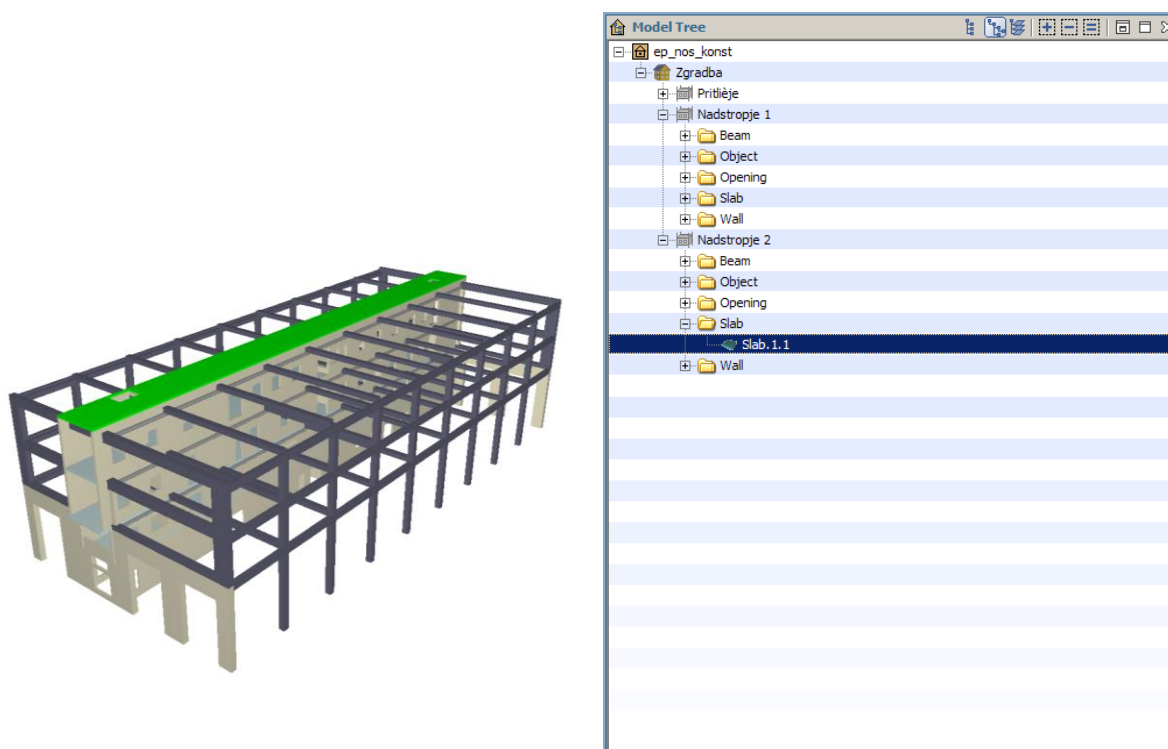 Model Tree
ep_nos_konst
Zgradba
Pritlièje
Nadstropje 1
Beam
Object
Opening
Slab
Wall
Nadstropje 2
Beam
Object
Opening
Slab
Slab.1.1
Wall